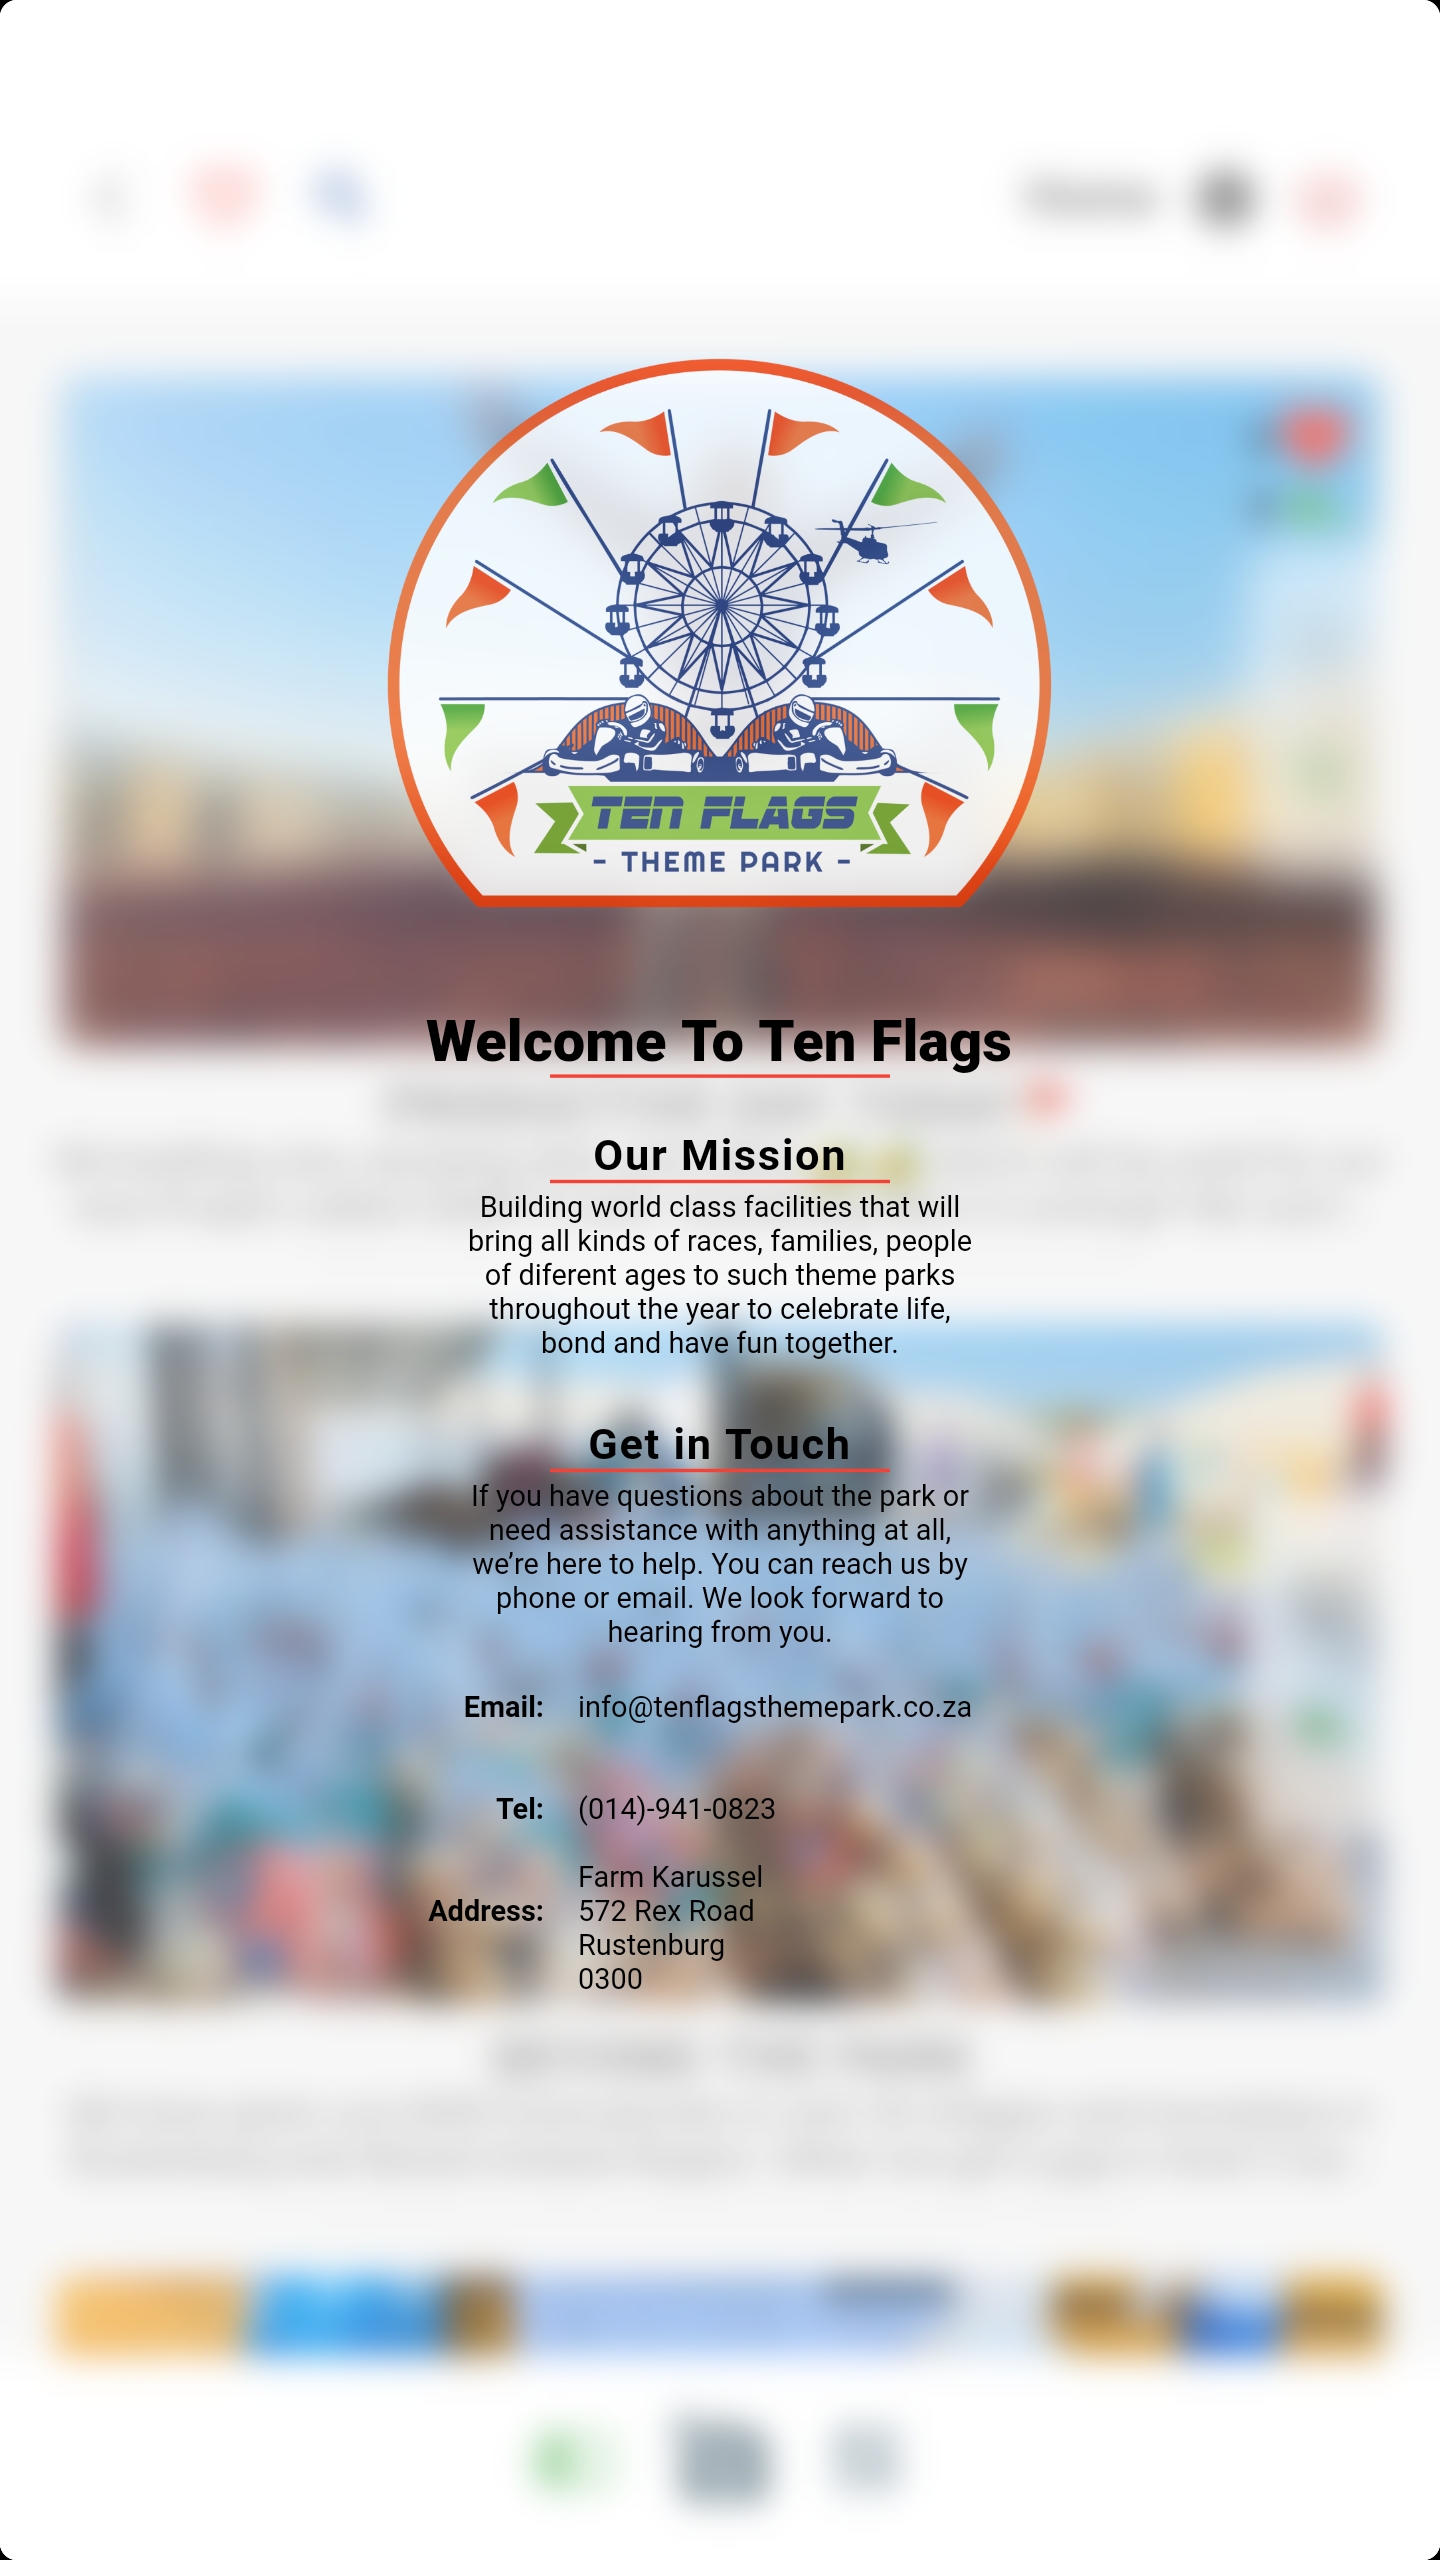 TEN FLAGS
- THEME PARK -
Welcome To Ten Flags
Our Mission
Building world class facilities that will
bring all kinds of races, families, people
of diferent ages to such theme parks
throughout the year to celebrate life,
bond and have fun together.
Get in Touch
If you have questions about the park or
need assistance with anything at all,
we’re here to help. You can reach us by
phone or email. We look forward to
hearing from you.
Email: info@tenflagsthemepark.co.za
Tel: (014)-941-0823
Farm Karussel
Address: 572 Rex Road
Rustenburg
0300